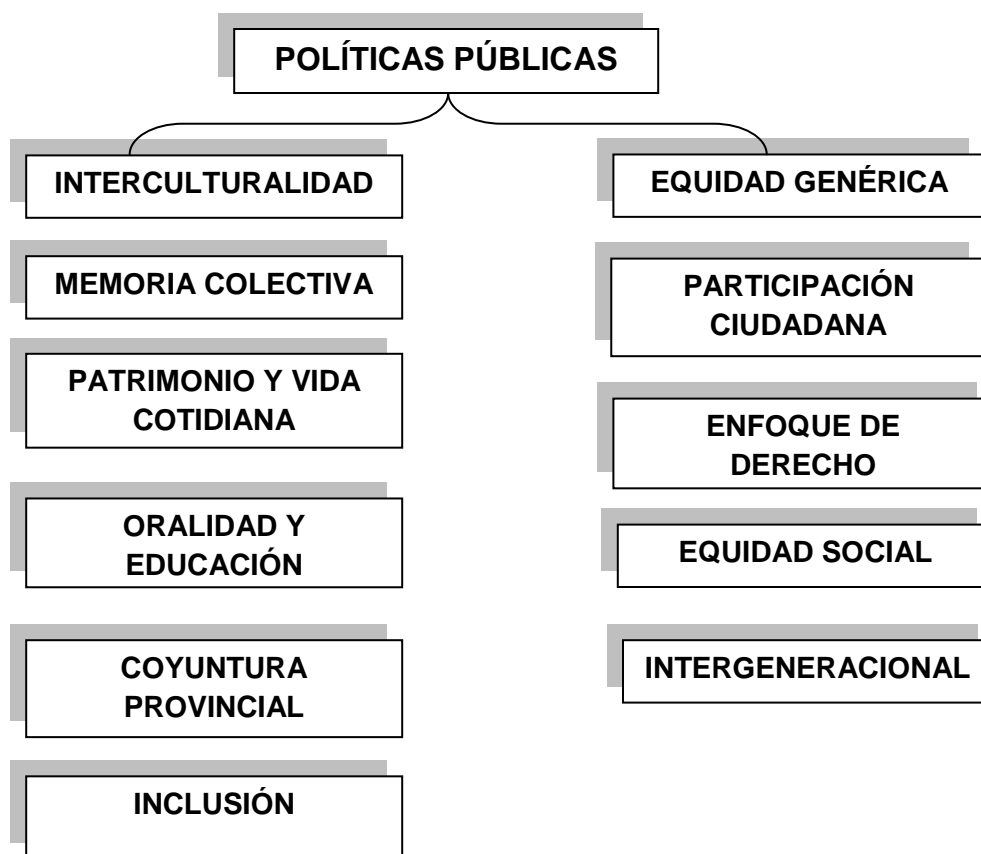 POLÍTICAS PÚBLICAS
INTERCULTURALIDAD
MEMORIA COLECTIVA
PATRIMONIO Y VIDA
COTIDIANA
ORALIDAD Y
EDUCACIÓN
COYUNTURA
PROVINCIAL
INCLUSIÓN
EQUIDAD GENÉRICA
PARTICIPACIÓN
CIUDADANA
ENFOQUE DE
DERECHO
EQUIDAD SOCIAL
INTERGENERACIONAL